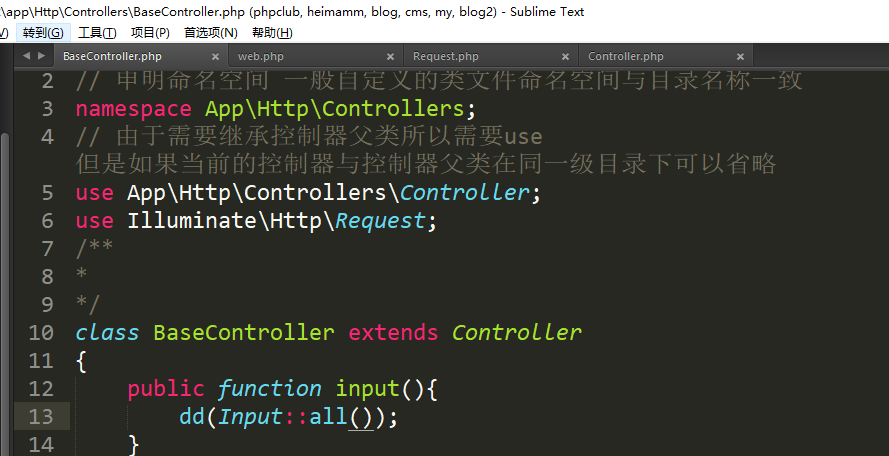 \app\Http\Controllers\BaseController.php (phpclub, heimamm, blog, cms, my, blog2) - Sublime Text
V) 转到(G) 工具(T) 项目(P) 首选项(N) 帮助(H)
BaseController.php × web.php × Request.php × Controller.php ×
2 // 申明命名空间 一般自定义的类文件命名空间与目录名称一致
3 namespace App\Http\Controllers;
4 // 由于需要继承控制器父类所以需要use
但是如果当前的控制器与控制器父类在同一级目录下可以省略
5 use App\Http\Controllers\Controller;
6 use Illuminate\Http\Request;
7 /**
8 *
9 */
10 class BaseController extends Controller
11 {
12 public function input(){
13 dd(Input::all());
14 }